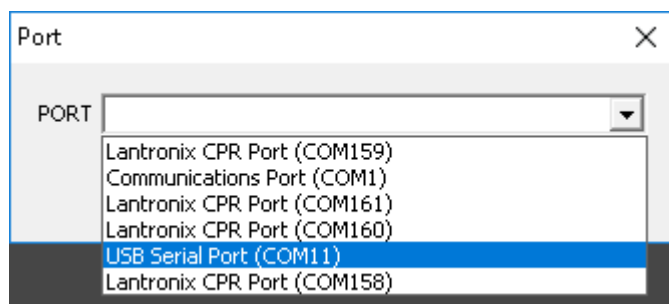 Port
PORT
Lantronix CPR Port (COM159)
Communications Port (COM1)
Lantronix CPR Port (COM161)
Lantronix CPR Port (COM160)
USB Serial Port (COM11)
Lantronix CPR Port (COM158)